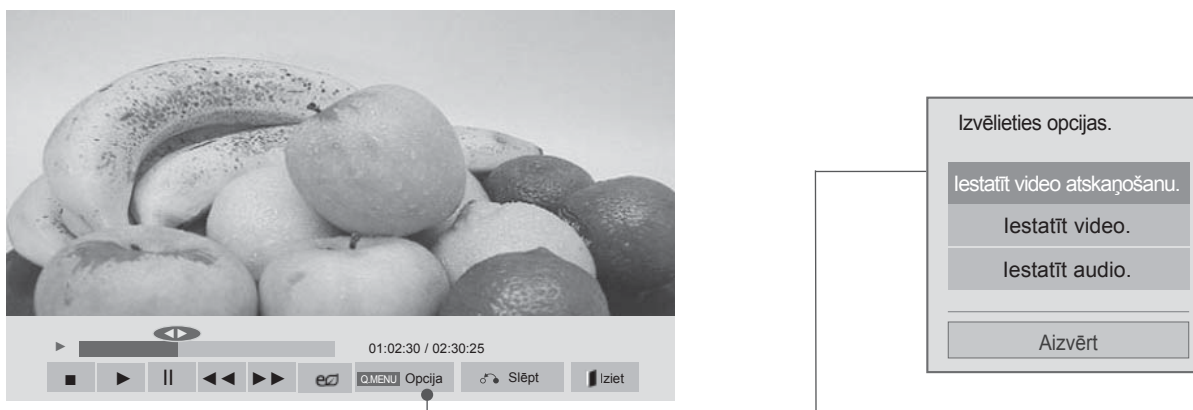 01:02:30 / 02:30:25
Q.MENU Opcija Slēpt Iziet
Izvēlieties opcijas.
Iestatīt video atskaņošanu.
Iestatīt video.
Iestatīt audio.
Aizvērt